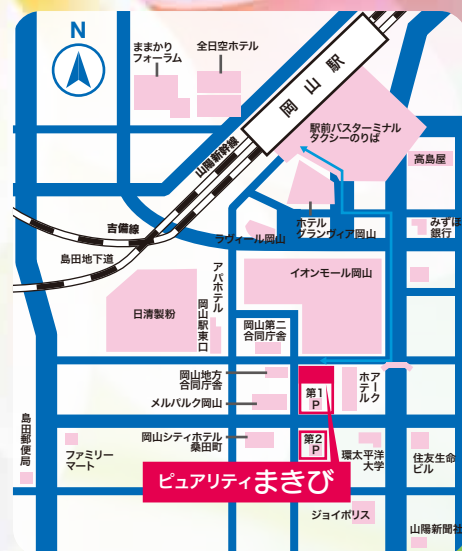 N
ままかり
フォーラム
全日空ホテル
岡山駅
山陽新幹線
駅前バスターミナル
タクシーのりば
高島屋
吉備線
島田地下道
ラヴィール岡山
ホテル
グランヴィア岡山
みずほ
銀行
日清製粉
アパホテル
岡山駅東口
イオンモール岡山
岡山第二
合同庁舎
岡山地方
合同庁舎
メルパルク岡山
第1
P
アーク
ホテル
岡山シティホテル
桑田町
第2
P
環太平洋
大学
住友生命
ビル
島田郵便局
ファミリー
マート
ピュアリティまきび
ジョイポリス
山陽新聞社